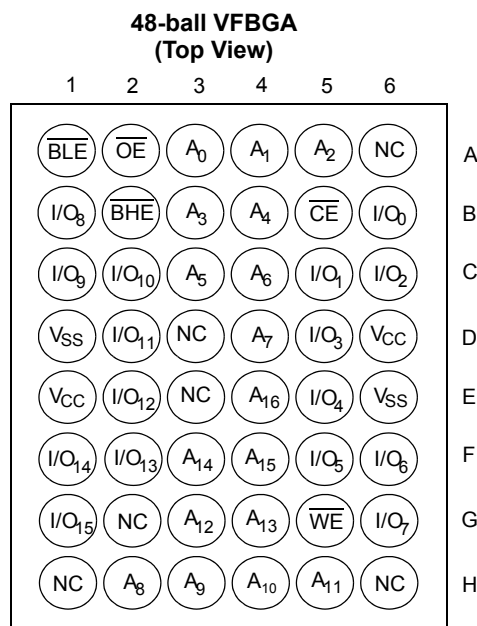 48-ball VFBGA
(Top View)
1 2 3 4 5 6
BLE OE A0 A1 A2 NC A
I/O8 BHE A3 A4 CE I/O0 B
I/O9 I/O10 A5 A6 I/O1 I/O2 C
VSS I/O11 NC A7 I/O3 VCC D
VCC I/O12 NC A16 I/O4 VSS E
I/O14 I/O13 A14 A15 I/O5 I/O6 F
I/O15 NC A12 A13 WE I/O7 G
NC A8 A9 A10 A11 NC H